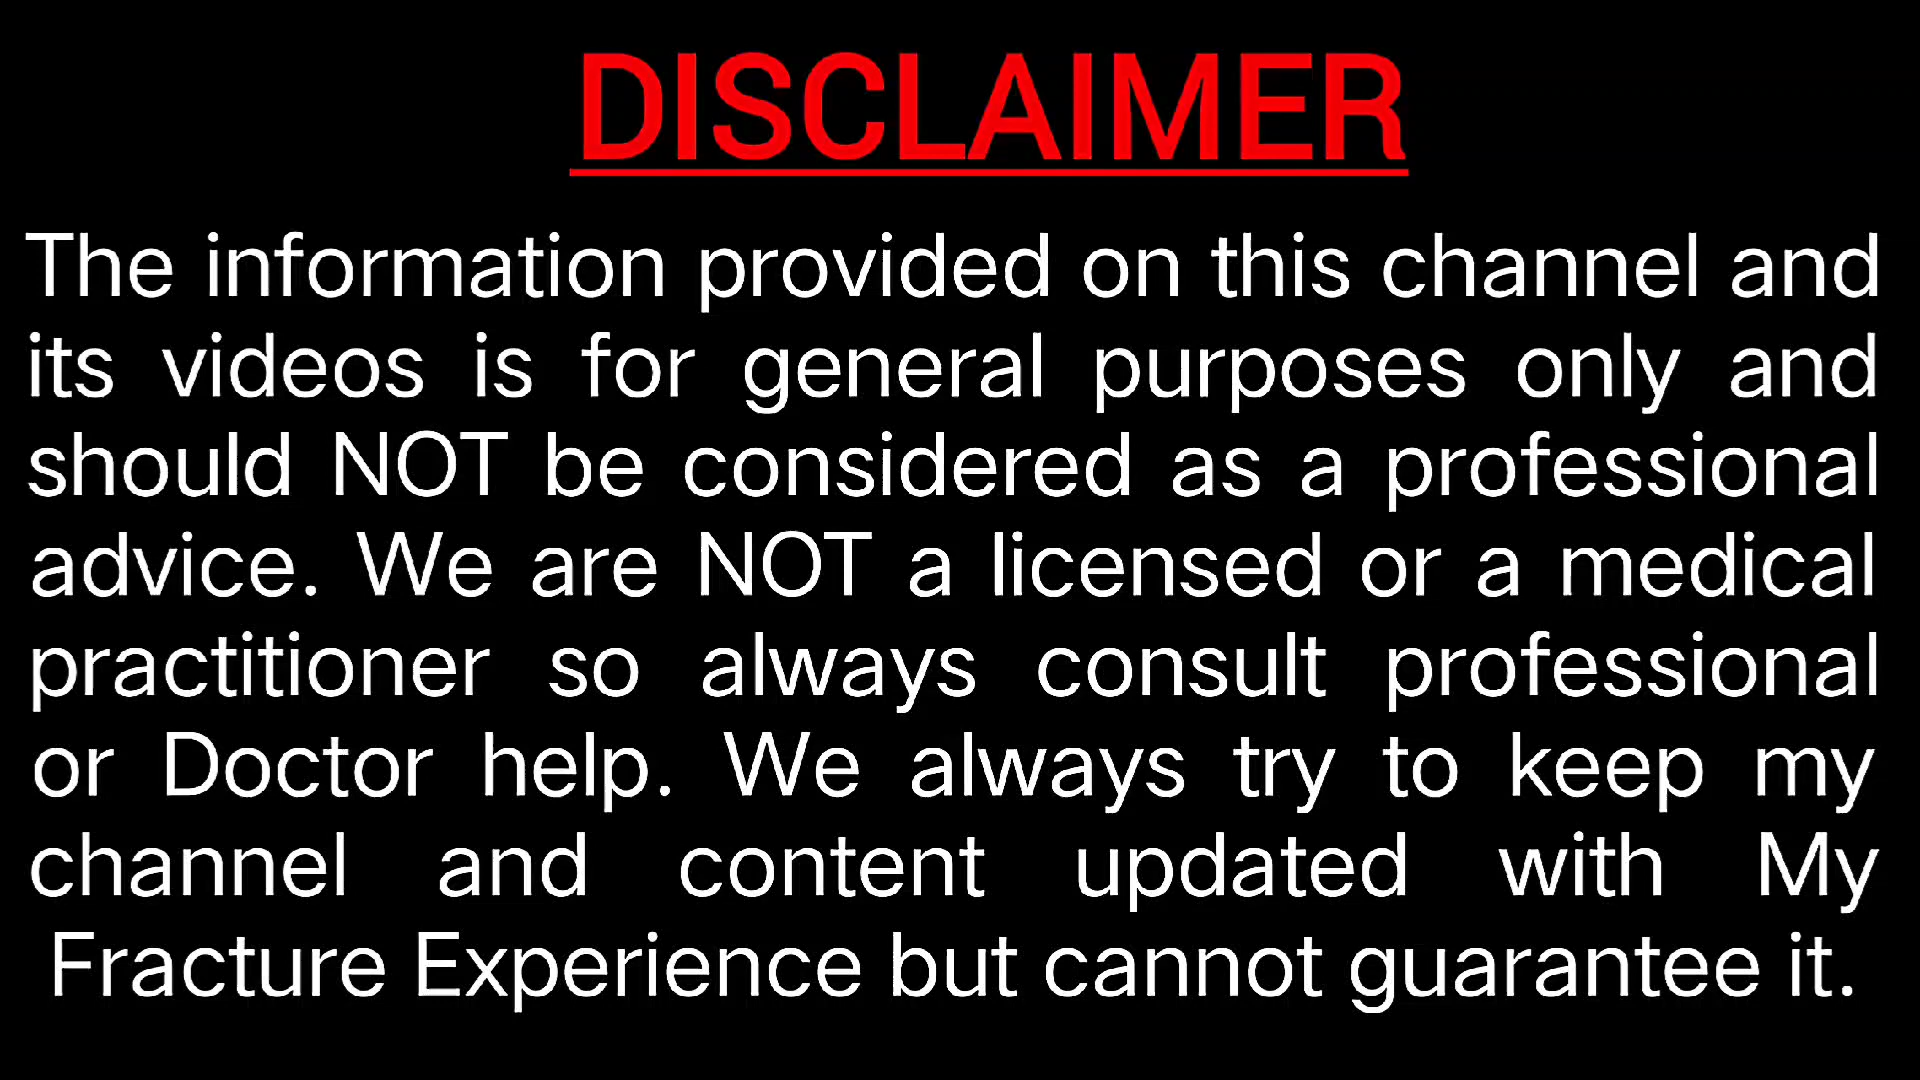 DISCLAIMER
The information provided on this channel and
its videos is for general purposes only and
should NOT be considered as a professional
advice. We are NOT a licensed or a medical
practitioner so always consult professional
or Doctor help. We always try to keep my
channel and content updated with My
Fracture Experience but cannot guarantee it.